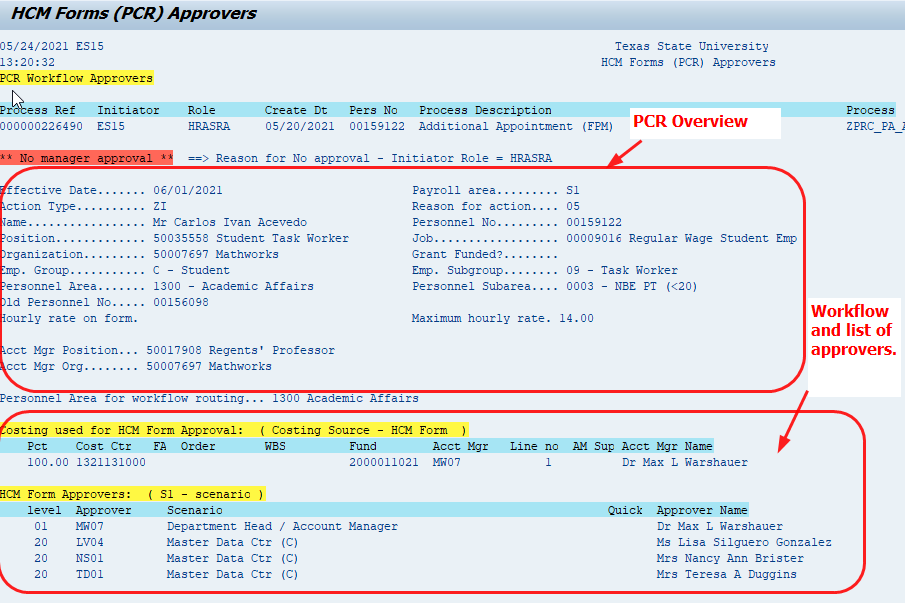 HCM Forms (PCR) Approvers
05/24/2021 ES15 Texas State University
13:20:32 HCM Forms (PCR) Approvers
PCR Workflow Approvers
Process Ref Initiator Role Create Dt Pers No Process Description Process
000000226490 ES15 HRASRA 05/20/2021 00159122 Additional Appointment (FPM) ZPRC_PA_A
PCR Overview
** No manager approval ** ==> Reason for No approval - Initiator Role = HRASRA
Effective Date....... 06/01/2021 Payroll area......... S1
Action Type.......... ZI Reason for action.... 05
Name................. Mr Carlos Ivan Acevedo Personnel No......... 00159122
Position............. 50035558 Student Task Worker Job.................. 00009016 Regular Wage Student Emp
Organization......... 50007697 Mathworks Grant Funded?........
Emp. Group........... C - Student Emp. Subgroup........ 09 - Task Worker
Personnel Area....... 1300 - Academic Affairs Personnel Subarea.... 0003 - NBE PT (<20)
Old Personnel No..... 00156098
Hourly rate on form. Maximum hourly rate. 14.00
Workflow
and list of
approvers.
Acct Mgr Position... 50017908 Regents' Professor
Acct Mgr Org........ 50007697 Mathworks
Personnel Area for workflow routing... 1300 Academic Affairs
Costing used for HCM Form Approval: ( Costing Source - HCM Form )
Pct Cost Ctr FA Order WBS Fund Acct Mgr Line no AM Sup Acct Mgr Name
100.00 1321131000 2000011021 MW07 1 Dr Max L Warshauer
HCM Form Approvers: ( S1 - scenario )
level Approver Scenario Quick Approver Name
01 MW07 Department Head / Account Manager Dr Max L Warshauer
20 LV04 Master Data Ctr (C) Ms Lisa Silguero Gonzalez
20 NS01 Master Data Ctr (C) Mrs Nancy Ann Brister
20 TD01 Master Data Ctr (C) Mrs Teresa A Duggins